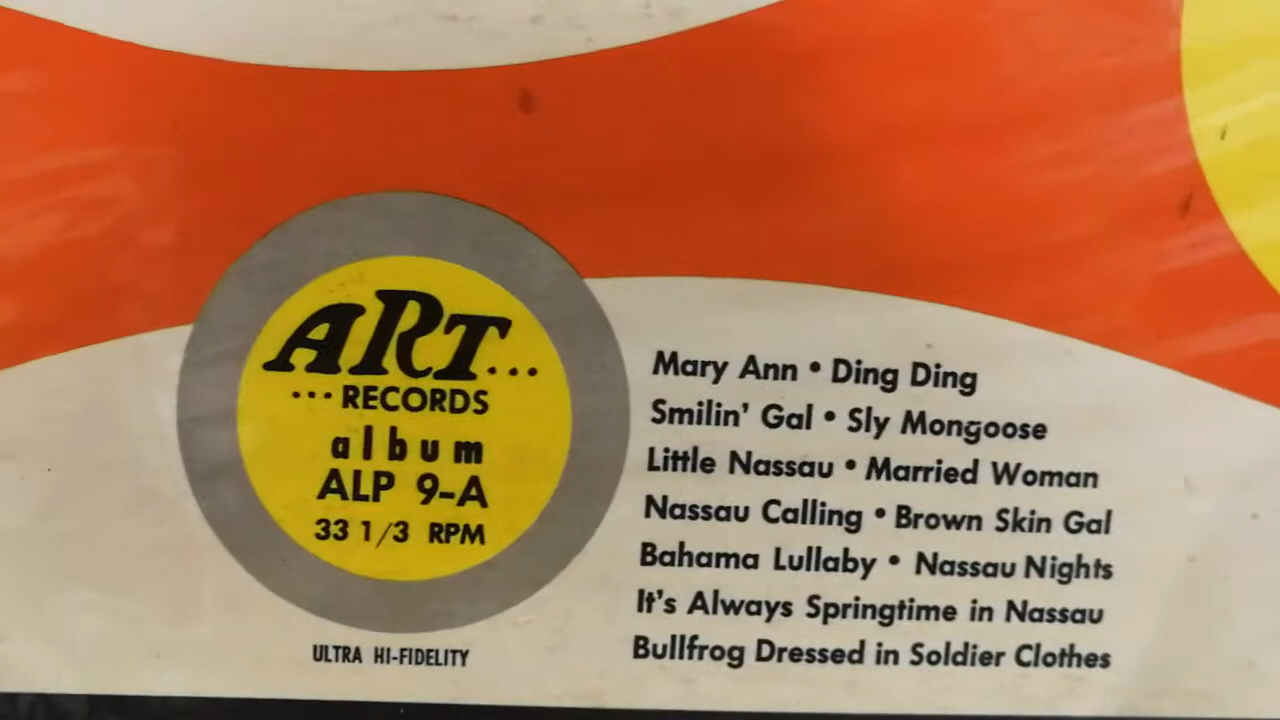 ART...
...RECORDS
album
ALP 9-A
33 1/3 RPM
ULTRA HI-FIDELITY
Mary Ann • Ding Ding
Smilin' Gal • Sly Mongoose
Little Nassau • Married Woman
Nassau Calling • Brown Skin Gal
Bahama Lullaby • Nassau Nights
It's Always Springtime in Nassau
Bullfrog Dressed in Soldier Clothes